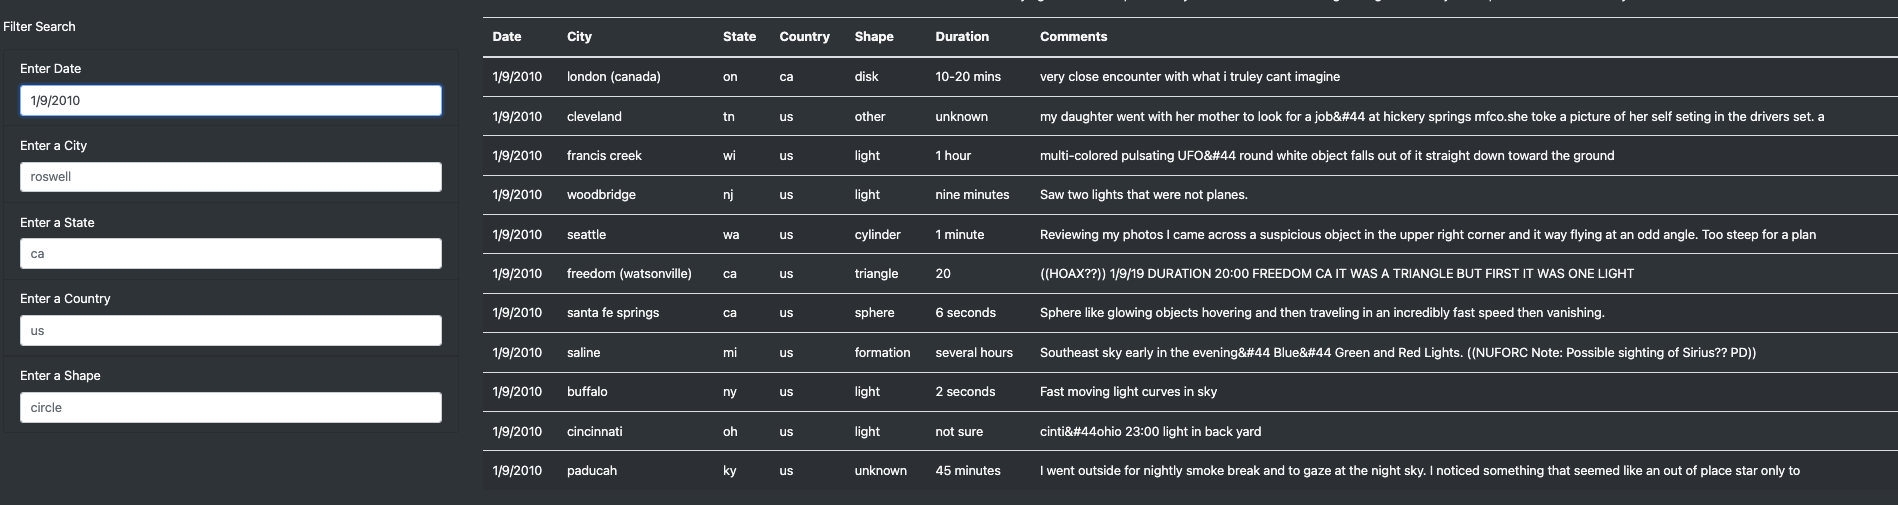 Filter Search
Enter Date
1/9/2010
Enter a City
roswell
Enter a State
ca
Enter a Country
us
Enter a Shape
circle
Date City State Country Shape Duration Comments
1/9/2010 london (canada) on ca disk 10-20 mins very close encounter with what i truley cant imagine
1/9/2010 cleveland tn us other unknown my daughter went with her mother to look for a job&#44 at hickery springs mfco.she toke a picture of her self seting in the drivers set. a
1/9/2010 francis creek wi us light 1 hour multi-colored pulsating UFO&#44 round white object falls out of it straight down toward the ground
1/9/2010 woodbridge nj us light nine minutes Saw two lights that were not planes.
1/9/2010 seattle wa us cylinder 1 minute Reviewing my photos I came across a suspicious object in the upper right corner and it way flying at an odd angle. Too steep for a plan
1/9/2010 freedom (watsonville) ca us triangle 20 ((HOAX??)) 1/9/19 DURATION 20:00 FREEDOM CA IT WAS A TRIANGLE BUT FIRST IT WAS ONE LIGHT
1/9/2010 santa fe springs ca us sphere 6 seconds Sphere like glowing objects hovering and then traveling in an incredibly fast speed then vanishing.
1/9/2010 saline mi us formation several hours Southeast sky early in the evening&#44 Blue&#44 Green and Red Lights. ((NUFORC Note: Possible sighting of Sirius?? PD))
1/9/2010 buffalo ny us light 2 seconds Fast moving light curves in sky
1/9/2010 cincinnati oh us light not sure cinti&#44ohio 23:00 light in back yard
1/9/2010 paducah ky us unknown 45 minutes I went outside for nightly smoke break and to gaze at the night sky. I noticed something that seemed like an out of place star only to